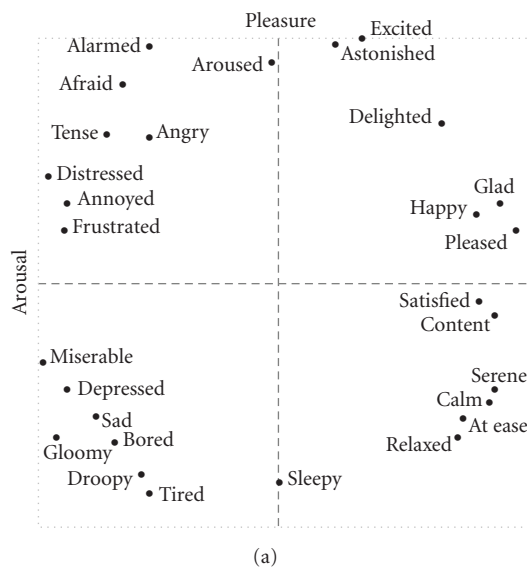 Pleasure
Excited
Alarmed
Astonished
Aroused
Afraid
Delighted
Tense
Angry
Distressed
Annoyed
Glad
Happy
Frustrated
Pleased
Arousal
Satisfied
Content
Miserable
Serene
Depressed
Calm
Sad
At ease
Bored
Relaxed
Gloomy
Droopy
Sleepy
Tired
(a)